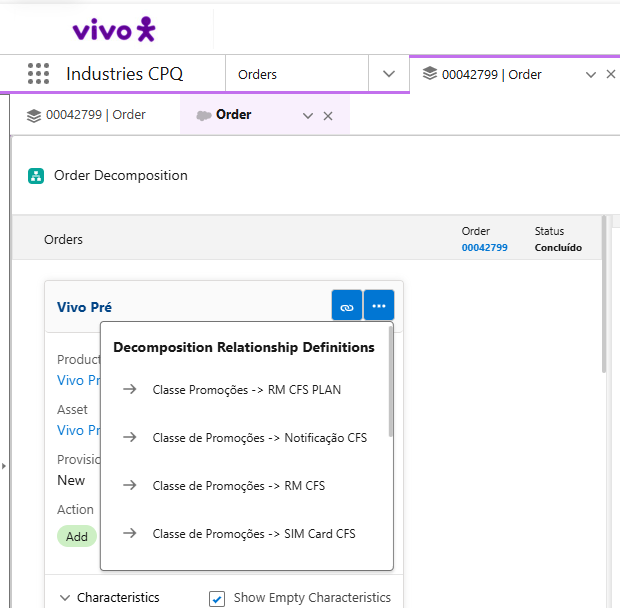 vivo
Industries CPQ
Orders
00042799 | Order
00042799 | Order
Order
Order Decomposition
Orders
Order
00042799
Status
Concluído
Vivo Pré
Decomposition Relationship Definitions
Classe Promoções -> RM CFS PLAN
Classe de Promoções -> Notificação CFS
Classe de Promoções -> RM CFS
Classe de Promoções -> SIM Card CFS
Product
Vivo Pr
Asset
Vivo Pr
Provisio
New
Action
Add
Characteristics
Show Empty Characteristics